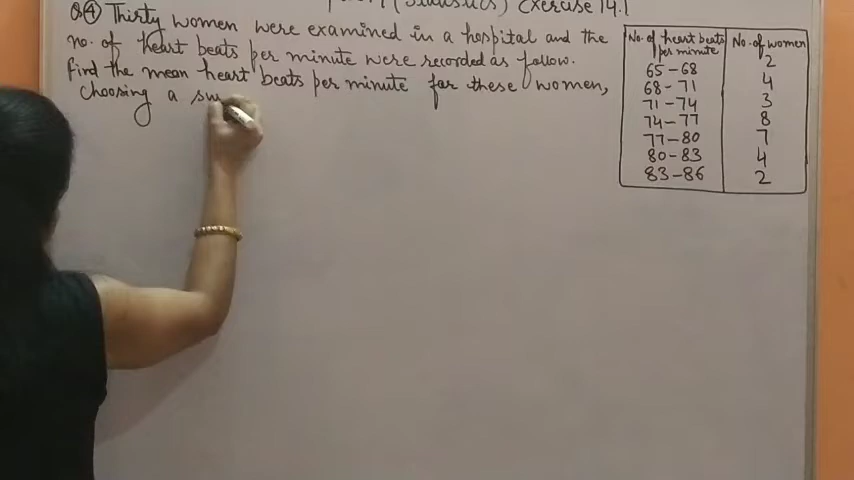 (Statistics) Exercise 14.1
Q④ Thirty women were examined in a hospital and the
no. of heart beats per minute were recorded as follow.
Find the mean heart beats per minute for these women,
choosing a su
No. of heart beats per minute No. of women
65-68 2
68-71 4
71-74 3
74-77 8
77-80 7
80-83 4
83-86 2